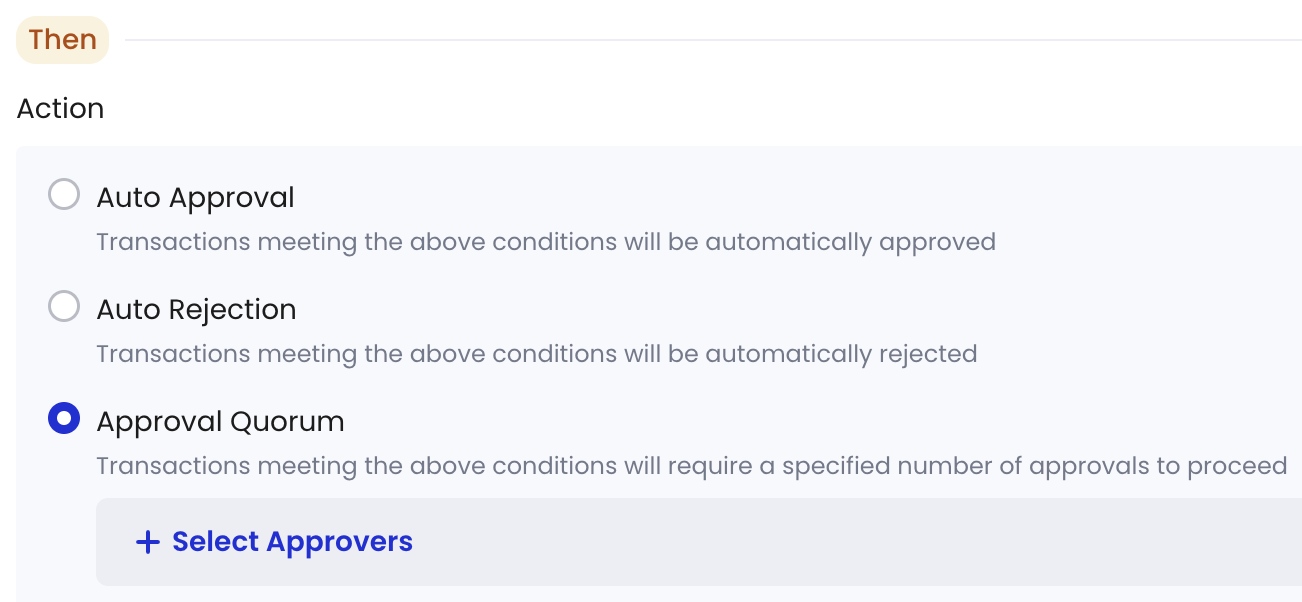 Then
Action
Auto Approval
Transactions meeting the above conditions will be automatically approved
Auto Rejection
Transactions meeting the above conditions will be automatically rejected
Approval Quorum
Transactions meeting the above conditions will require a specified number of approvals to proceed
+ Select Approvers